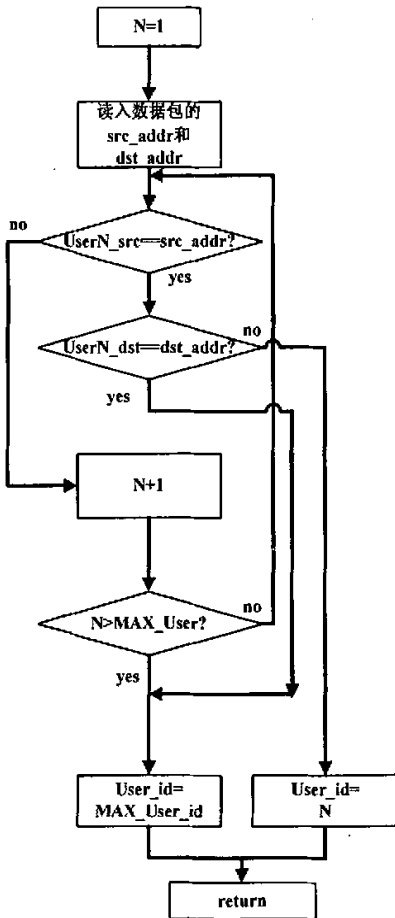 N=1
读入数据包的
src_addr和
dst_addr
no
UserN_src==src_addr?
yes
no
UserN_dst==dst_addr?
yes
N+1
no
N>MAX_User?
yes
User_id=
MAX_User_id
User_id=
N
return